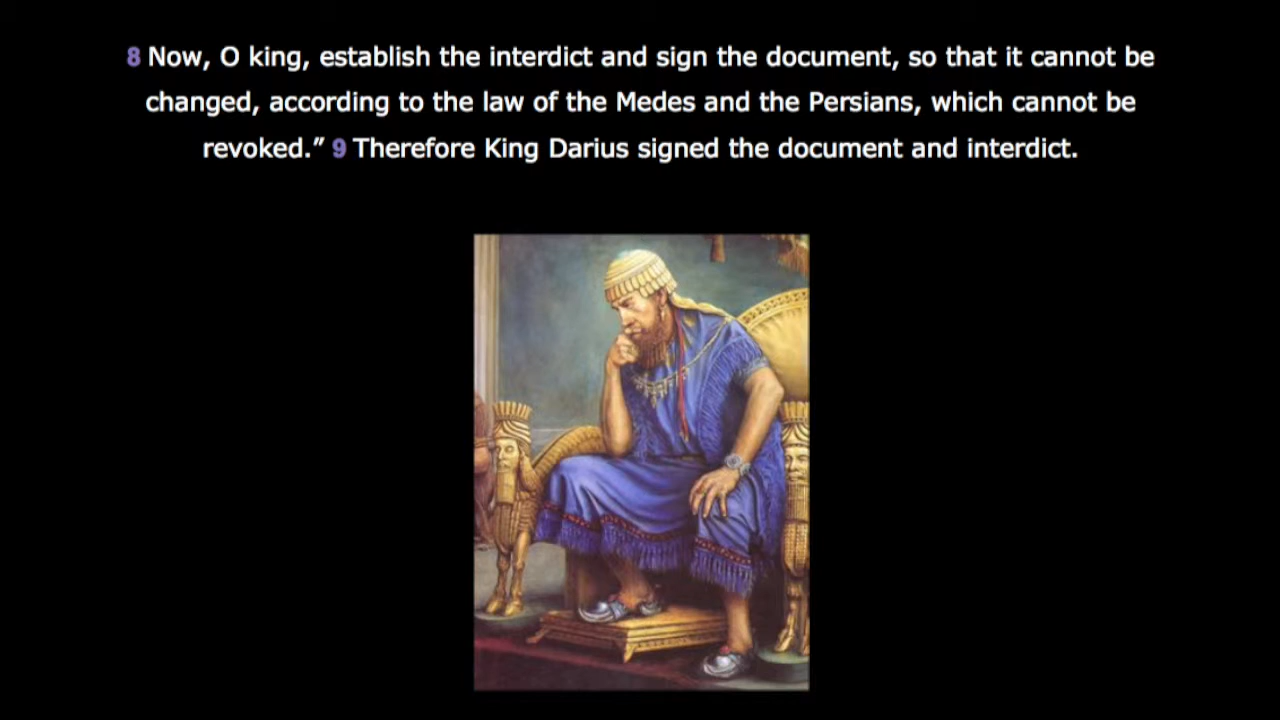 8 Now, O king, establish the interdict and sign the document, so that it cannot be
changed, according to the law of the Medes and the Persians, which cannot be
revoked.” 9 Therefore King Darius signed the document and interdict.